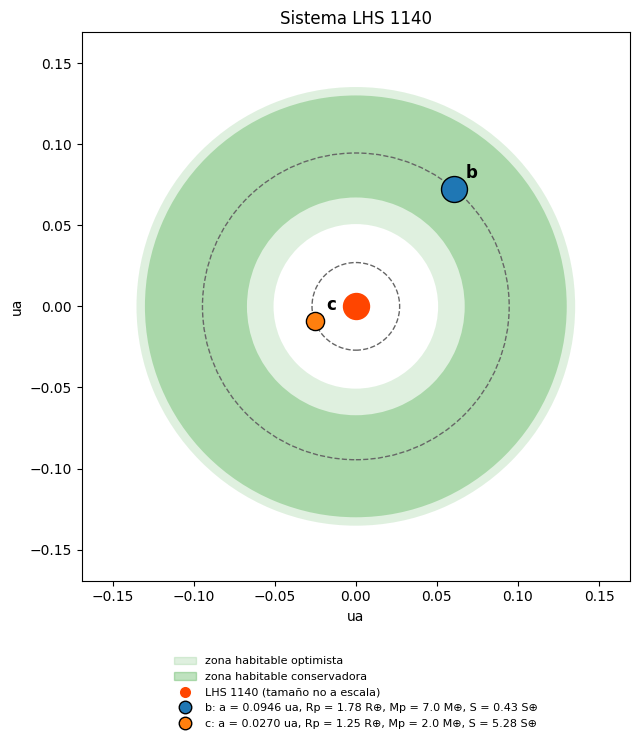 Sistema LHS 1140
0.15
0.10
0.05
0.00
−0.05
−0.10
−0.15
ua
b
c
−0.15 −0.10 −0.05 0.00 0.05 0.10 0.15
ua
zona habitable optimista
zona habitable conservadora
LHS 1140 (tamaño no a escala)
b: a = 0.0946 ua, Rp = 1.78 R⊕, Mp = 7.0 M⊕, S = 0.43 S⊕
c: a = 0.0270 ua, Rp = 1.25 R⊕, Mp = 2.0 M⊕, S = 5.28 S⊕